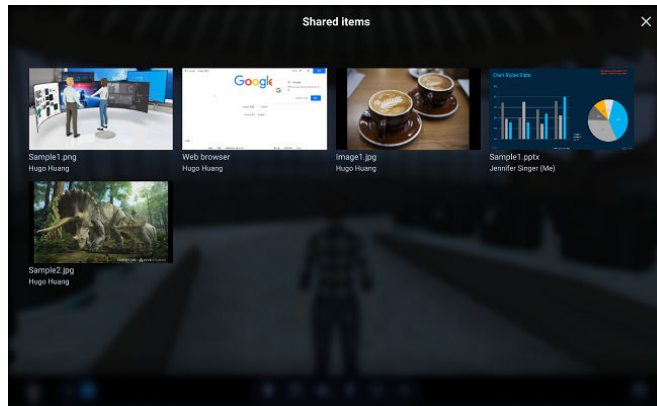 Shared items
Google
Sample1.png
Hugo Huang
Web browser
Hugo Huang
Image1.jpg
Hugo Huang
Chart Styles Slide
Sample1.pptx
Jennifer Singer (Me)
Sample2.jpg
Hugo Huang